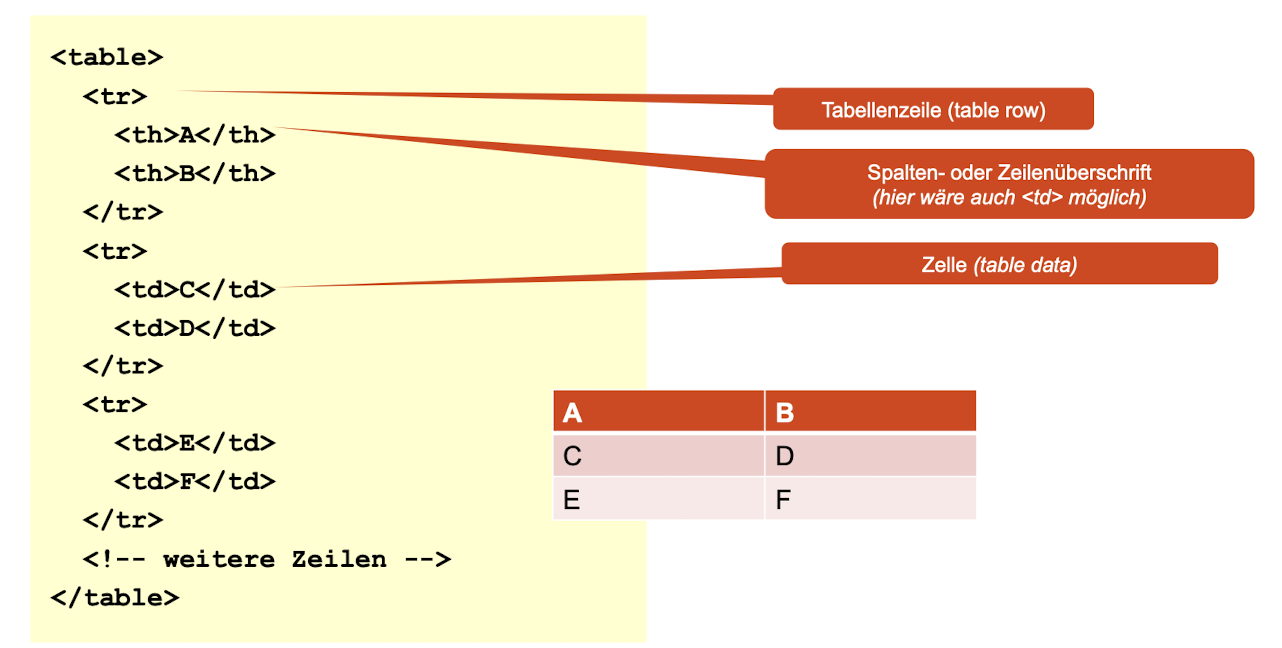 <table>
<tr>
<th>A</th>
<th>B</th>
</tr>
<tr>
<td>C</td>
<td>D</td>
</tr>
<tr>
<td>E</td>
<td>F</td>
</tr>
<!-- weitere Zeilen -->
</table>
Tabellenzeile (table row)
Spalten- oder Zeilenüberschrift
(hier wäre auch <td> möglich)
Zelle (table data)
A B
C D
E F